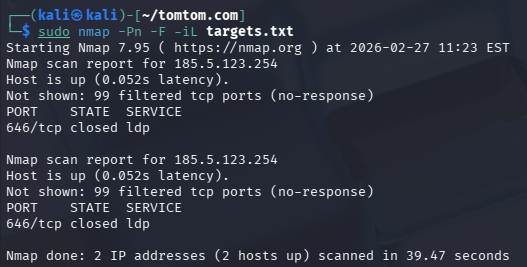 ┌──(kali㉿kali)-[~/tomtom.com]
└─$ sudo nmap -Pn -F -iL targets.txt
Starting Nmap 7.95 ( https://nmap.org ) at 2026-02-27 11:23 EST
Nmap scan report for 185.5.123.254
Host is up (0.052s latency).
Not shown: 99 filtered tcp ports (no-response)
PORT    STATE  SERVICE
646/tcp closed ldp

Nmap scan report for 185.5.123.254
Host is up (0.052s latency).
Not shown: 99 filtered tcp ports (no-response)
PORT    STATE  SERVICE
646/tcp closed ldp

Nmap done: 2 IP addresses (2 hosts up) scanned in 39.47 seconds